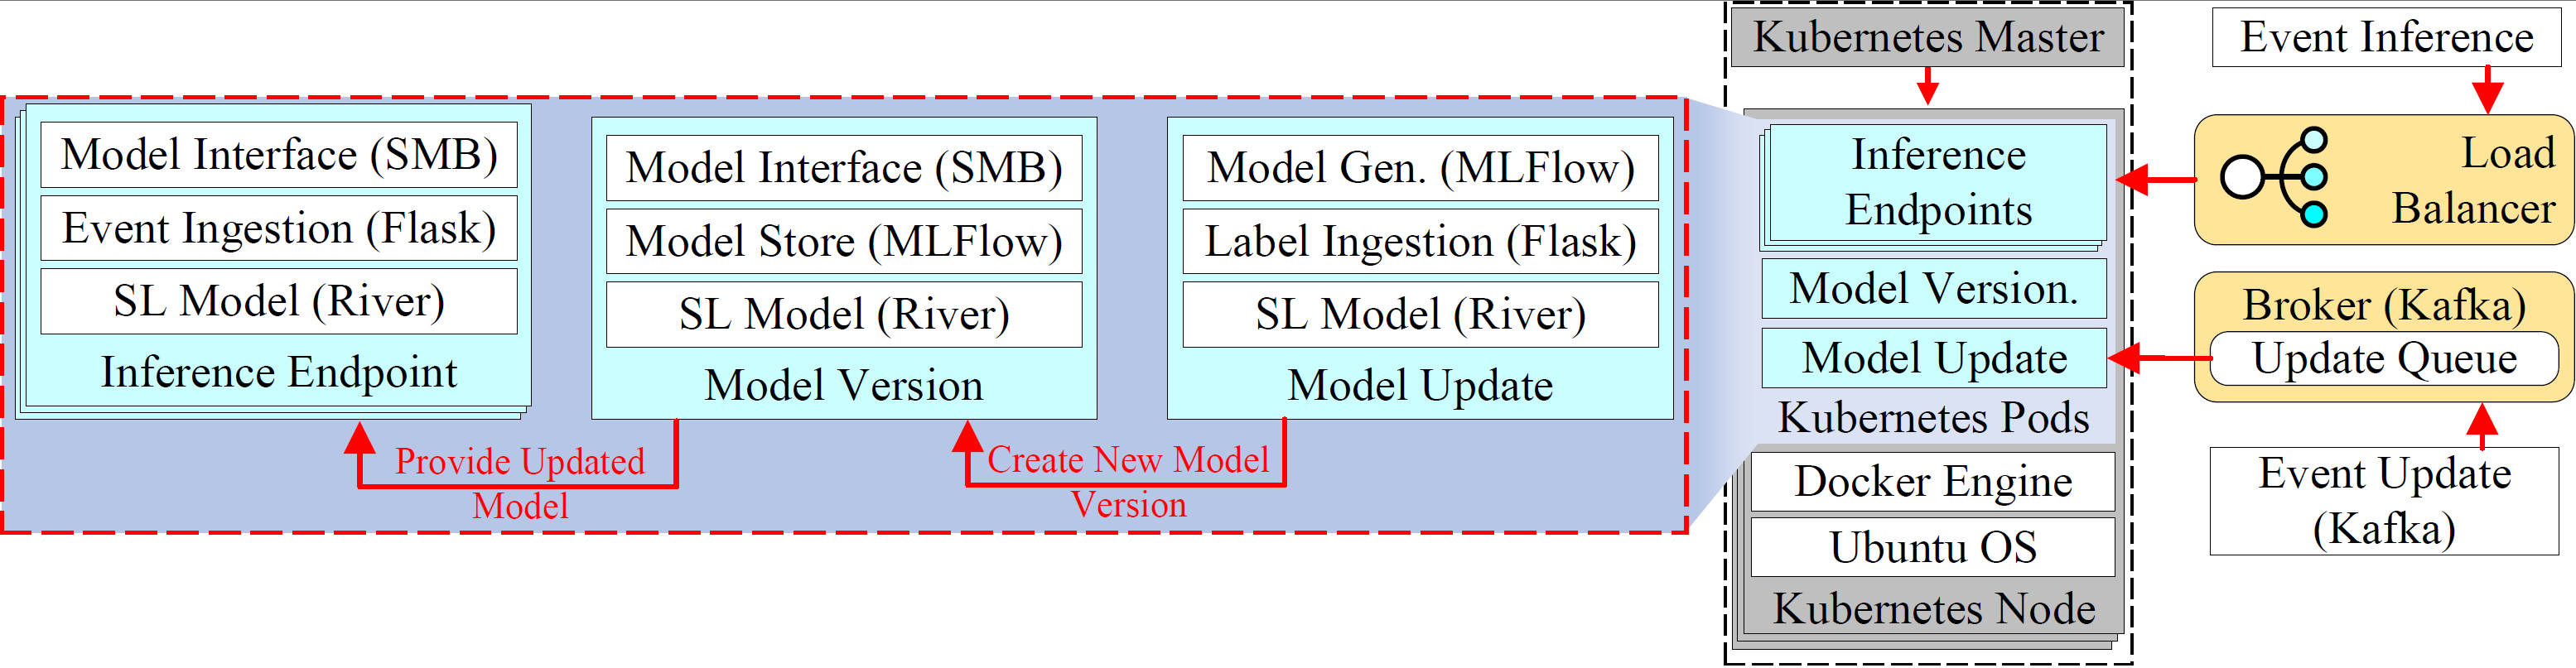 Model Interface (SMB)
Event Ingestion (Flask)
SL Model (River)
Inference Endpoint
Model Interface (SMB)
Model Store (MLFlow)
SL Model (River)
Model Version
Model Gen. (MLFlow)
Label Ingestion (Flask)
SL Model (River)
Model Update
Provide Updated
Model
Create New Model
Version
Kubernetes Master
Inference
Endpoints
Model Version.
Model Update
Kubernetes Pods
Docker Engine
Ubuntu OS
Kubernetes Node
Event Inference
Load
Balancer
Broker (Kafka)
Update Queue
Event Update
(Kafka)